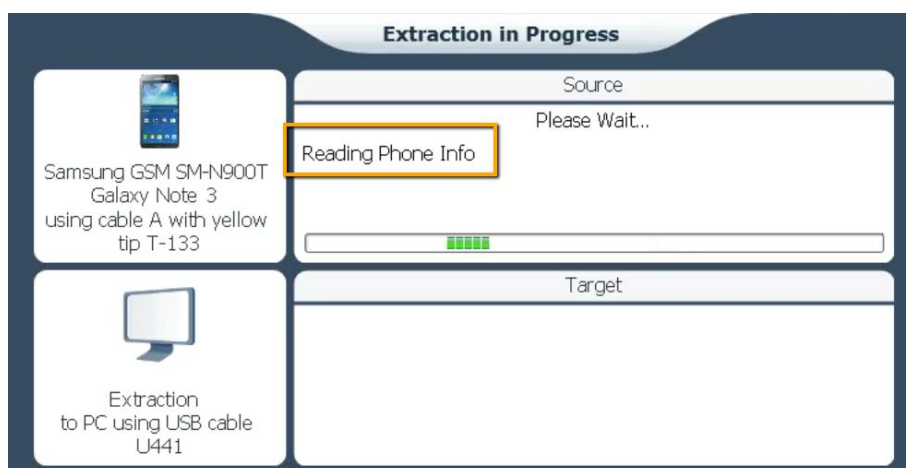 Extraction in Progress
Samsung GSM SM-N900T
Galaxy Note 3
using cable A with yellow
tip T-133
Source
Please Wait...
Reading Phone Info
Extraction
to PC using USB cable
U441
Target